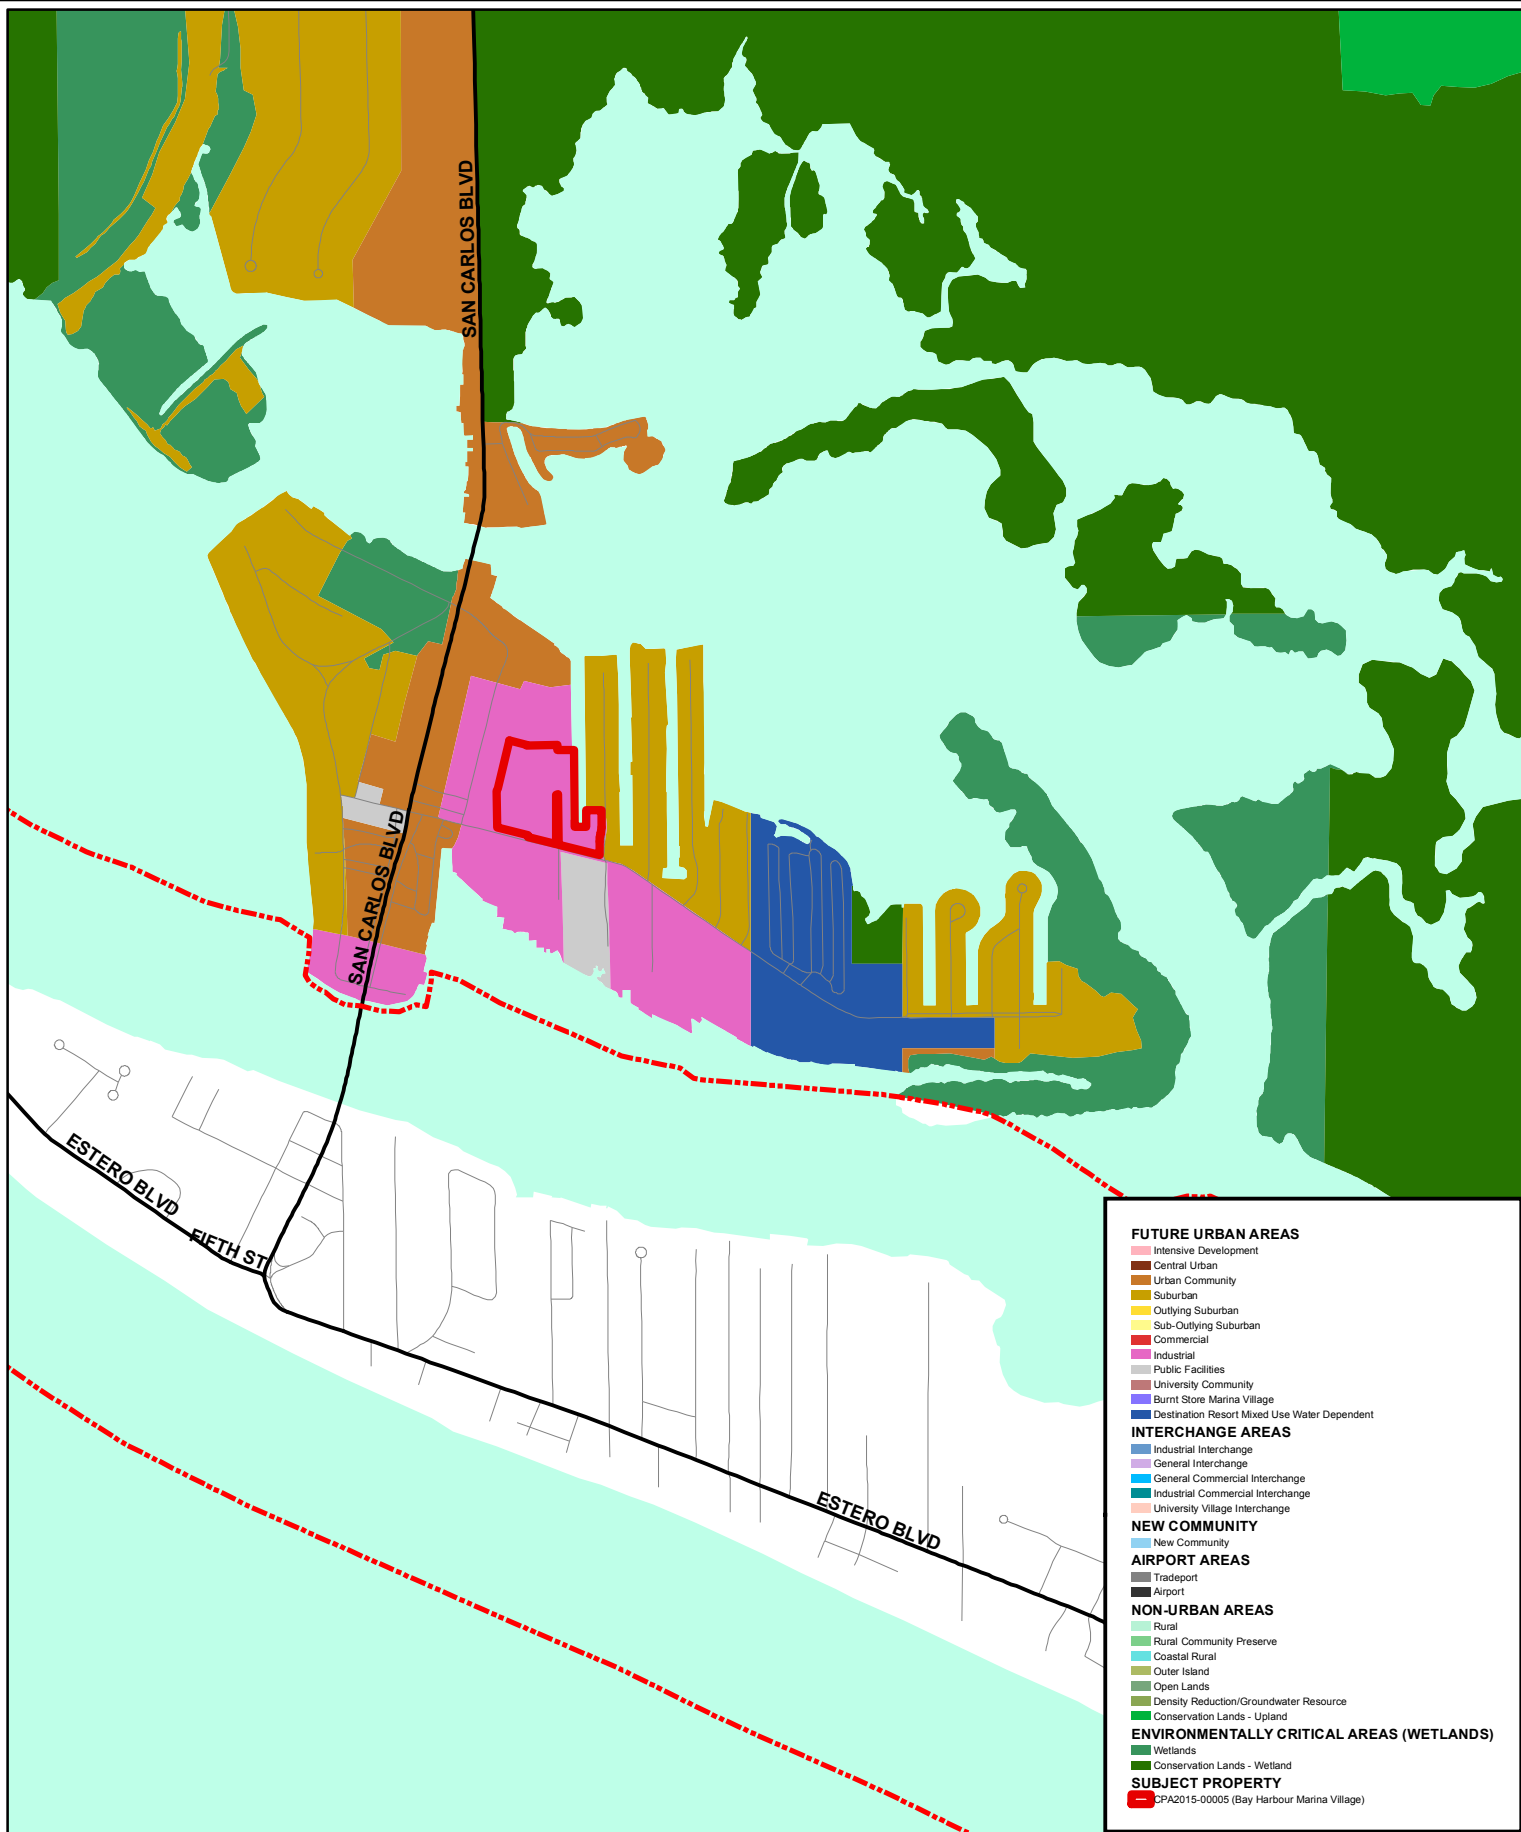 SAN CARLOS BLVD
SAN CARLOS BLVD
ESTERO BLVD
FIFTH ST
ESTERO BLVD
FUTURE URBAN AREAS
Intensive Development
Central Urban
Urban Community
Suburban
Outlying Suburban
Sub-Outlying Suburban
Commercial
Industrial
Public Facilities
University Community
Burnt Store Marina Village
Destination Resort Mixed Use Water Dependent
INTERCHANGE AREAS
Industrial Interchange
General Interchange
General Commercial Interchange
Industrial Commercial Interchange
University Village Interchange
NEW COMMUNITY
New Community
AIRPORT AREAS
Tradeport
Airport
NON-URBAN AREAS
Rural
Rural Community Preserve
Coastal Rural
Outer Island
Open Lands
Density Reduction/Groundwater Resource
Conservation Lands - Upland
ENVIRONMENTALLY CRITICAL AREAS (WETLANDS)
Wetlands
Conservation Lands - Wetland
SUBJECT PROPERTY
CPA2015-00005 (Bay Harbour Marina Village)